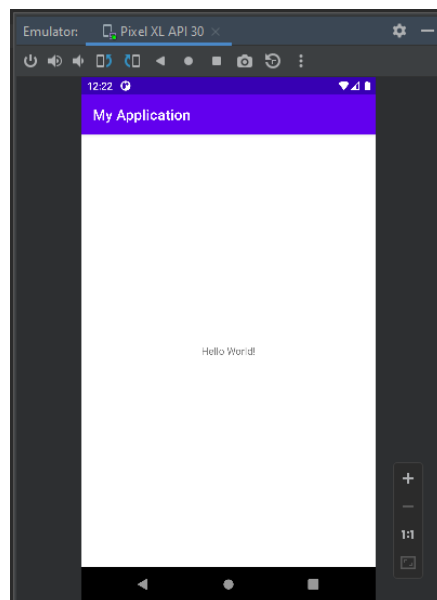 Emulator: Pixel XL API 30
12:22
My Application
Hello World!
1:1